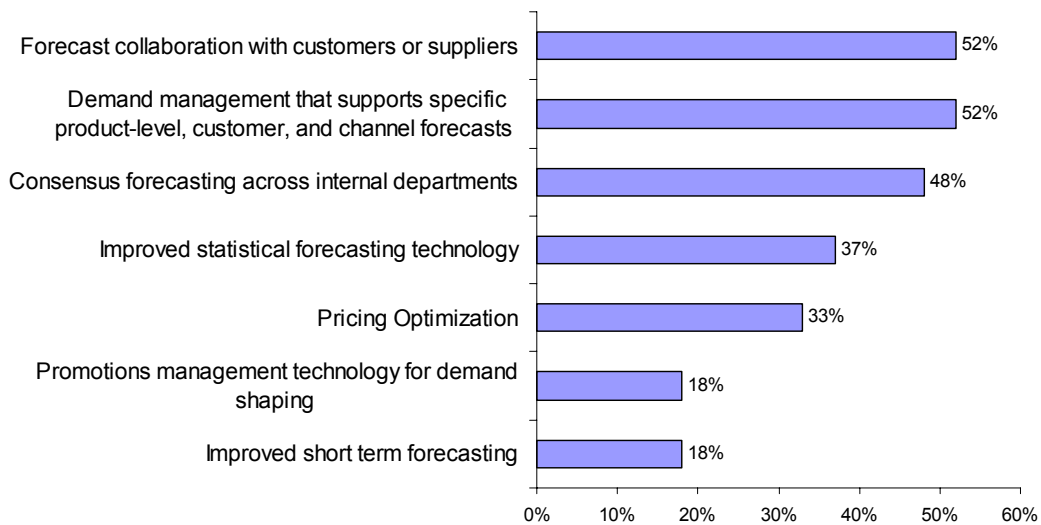 Forecast collaboration with customers or suppliers
52%
Demand management that supports specific
product-level, customer, and channel forecasts
52%
Consensus forecasting across internal departments
48%
Improved statistical forecasting technology
37%
Pricing Optimization
33%
Promotions management technology for demand
shaping
18%
Improved short term forecasting
18%
0% 10% 20% 30% 40% 50% 60%